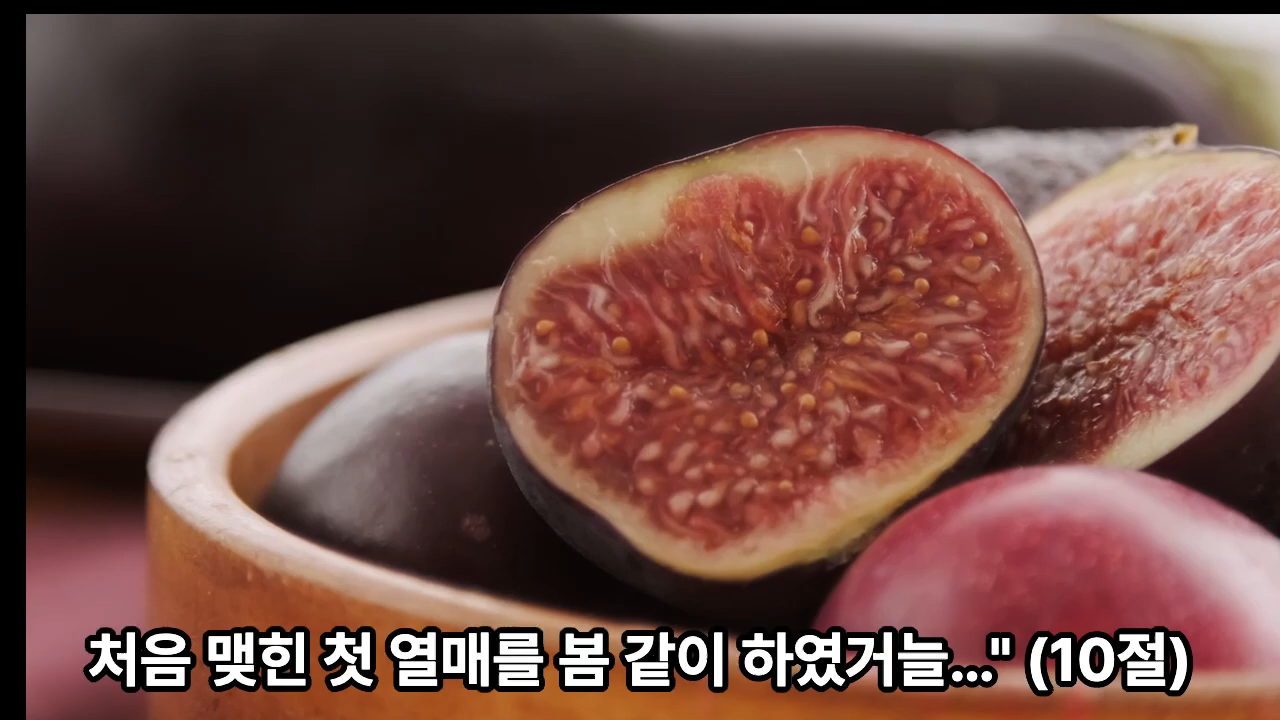 처음 맺힌 첫 열매를 봄 같이 하였거늘..." (10절)